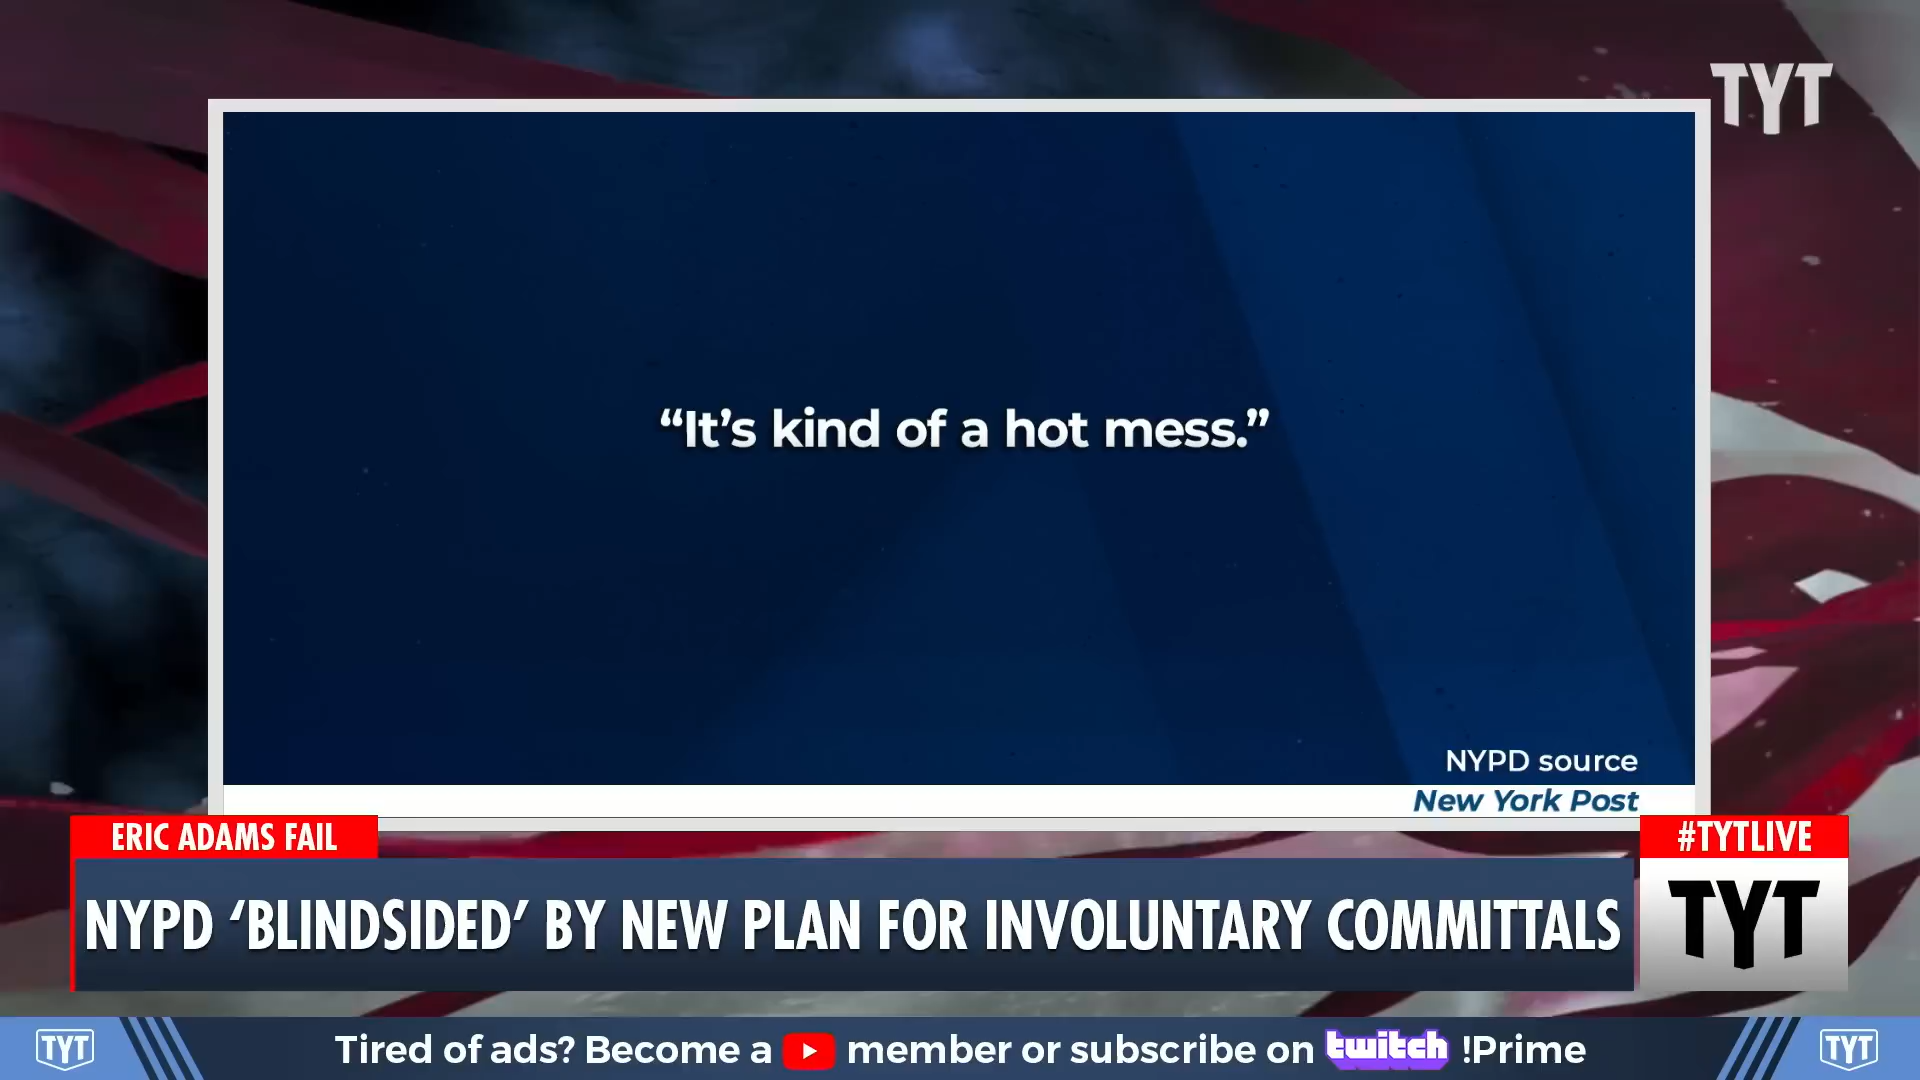 TYT
“It’s kind of a hot mess.”
NYPD source
New York Post
ERIC ADAMS FAIL
#TYTLIVE
NYPD ‘BLINDSIDED’ BY NEW PLAN FOR INVOLUNTARY COMMITTALS
TYT
TYT
Tired of ads? Become a member or subscribe on twitch !Prime
TYT